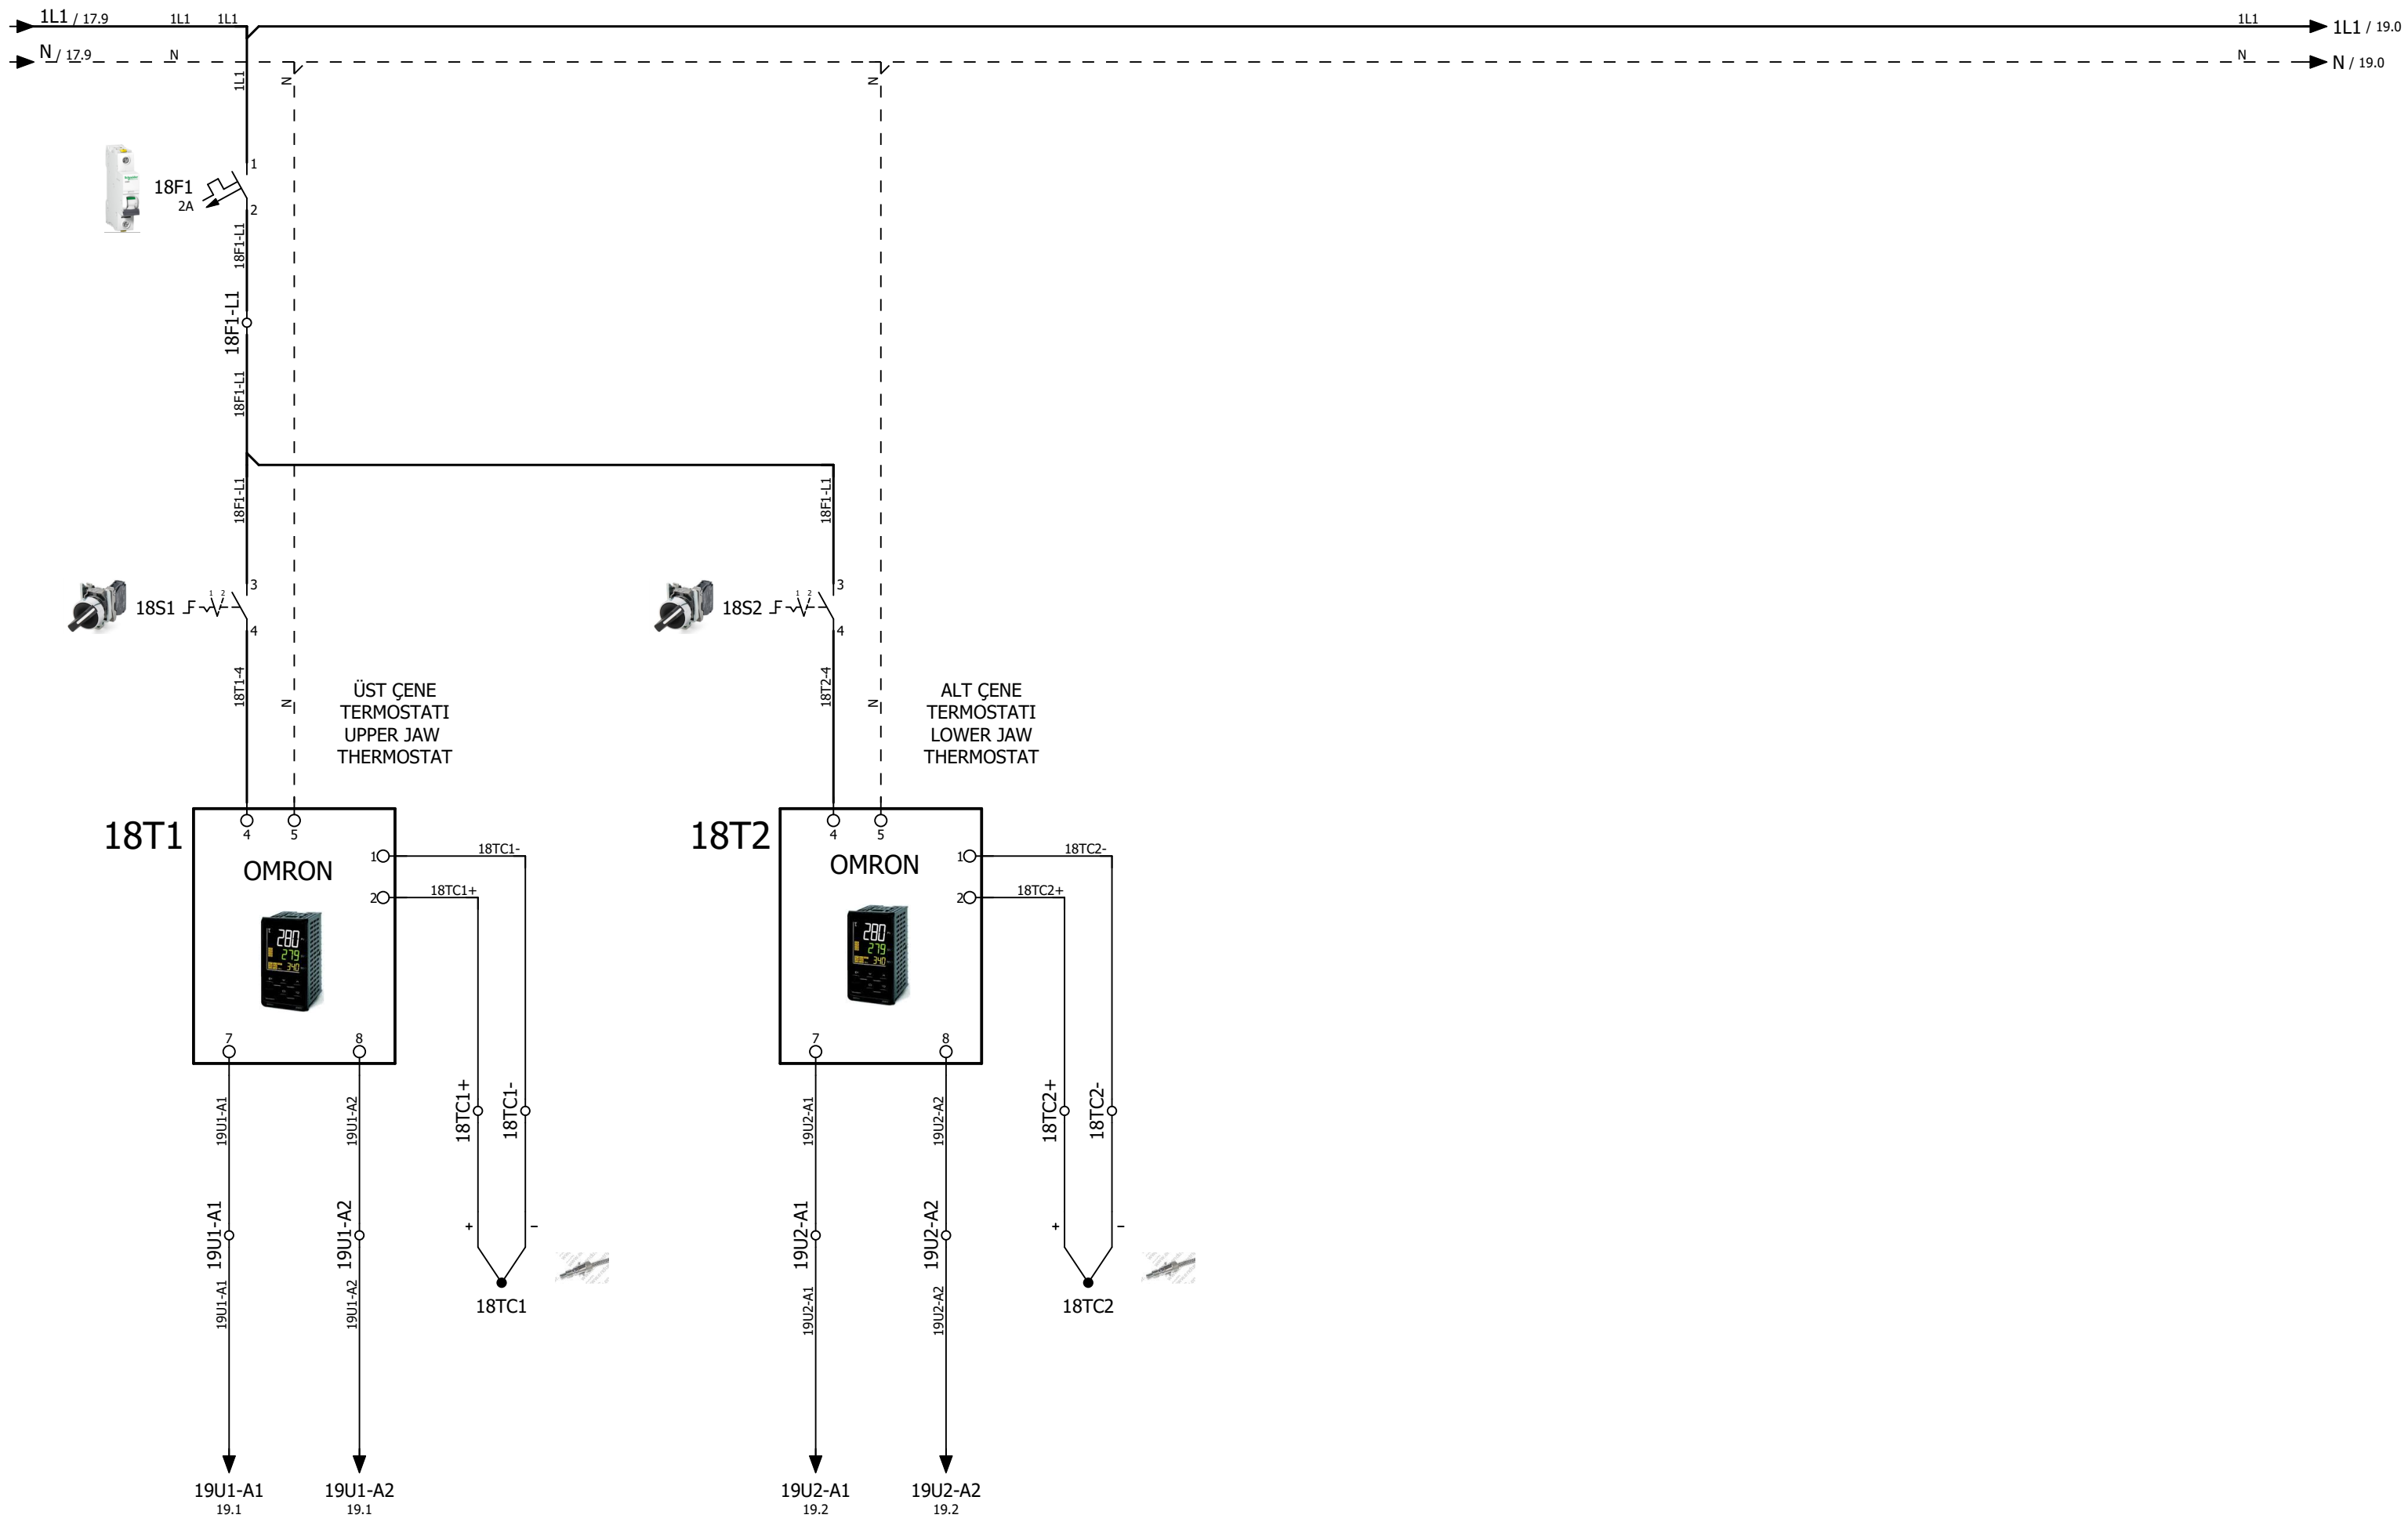 1L1 / 17.9
1L1
1L1
1L1
1L1 / 19.0
N / 17.9
N
N
N / 19.0
1L1
N
N
1
18F1
2A
2
18F1-L1
18F1-L1
18F1-L1
18F1-L1
18F1-L1
3
18S1
1 2
4
3
18S2
1 2
4
18T1-4
N
ÜST ÇENE
TERMOSTATI
UPPER JAW
THERMOSTAT
18T2-4
N
ALT ÇENE
TERMOSTATI
LOWER JAW
THERMOSTAT
18T1
4
5
OMRON
1
18TC1-
2
18TC1+
280
279
340
7
8
18T2
4
5
OMRON
1
18TC2-
2
18TC2+
280
279
340
7
8
19U1-A1
19U1-A2
18TC1+
18TC1-
19U2-A1
19U2-A2
18TC2+
18TC2-
19U1-A1
19U1-A2
+
-
19U2-A1
19U2-A2
+
-
19U1-A1
19U1-A2
18TC1
19U2-A1
19U2-A2
18TC2
19U1-A1
19.1
19U1-A2
19.1
19U2-A1
19.2
19U2-A2
19.2